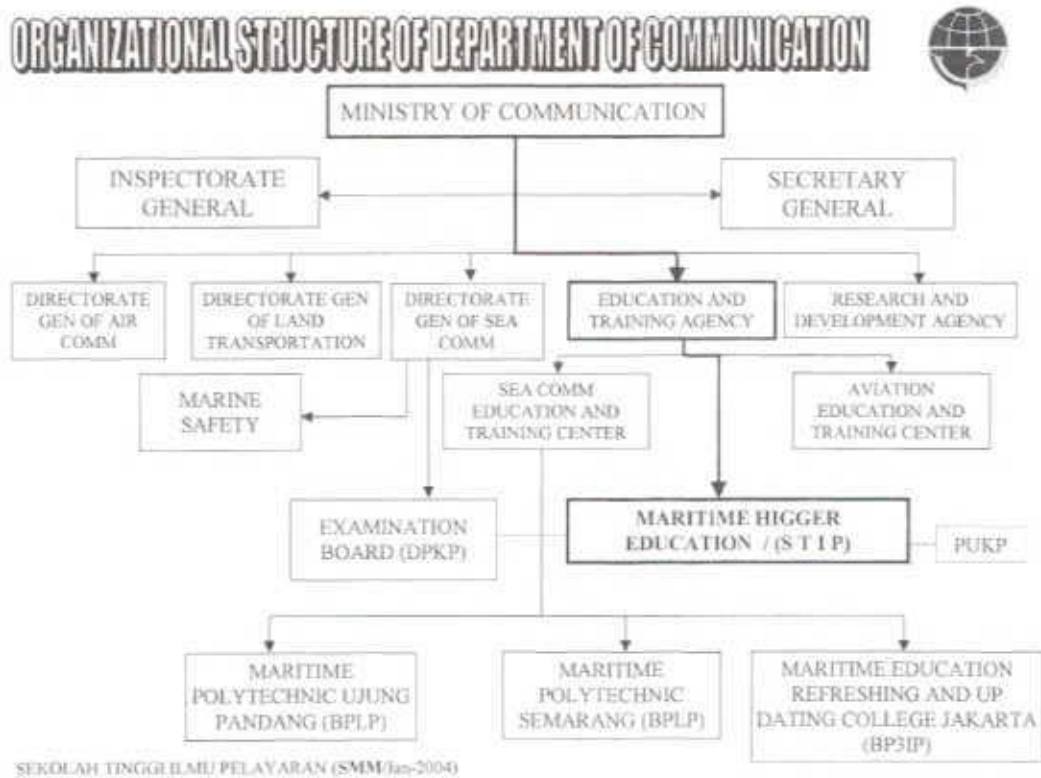 ORGANIZATIONAL STRUCTURE OF DEPARTMENT OF COMMUNICATION
MINISTRY OF COMMUNICATION
INSPECTORATE
GENERAL
SECRETARY
GENERAL
DIRECTORATE
GEN OF AIR
COMM
DIRECTORATE GEN
OF LAND
TRANSPORTATION
DIRECTORATE
GEN OF SEA
COMM
EDUCATION AND
TRAINING AGENCY
RESEARCH AND
DEVELOPMENT AGENCY
MARINE
SAFETY
SEA COMM
EDUCATION AND
TRAINING CENTER
AVIATION
EDUCATION AND
TRAINING CENTER
EXAMINATION
BOARD (DPKP)
MARITIME HIGGER
EDUCATION / (S T I P)
PUKP
MARITIME
POLYTECHNIC UJUNG
PANDANG (BPLP)
MARITIME
POLYTECHNIC
SEMARANG (BPLP)
MARITIME EDUCATION
REFRESHING AND UP
DATING COLLEGE JAKARTA
(BP3IP)
SEKOLAH TINGGI ILMU PELAYARAN (SMM/Jan-2004)